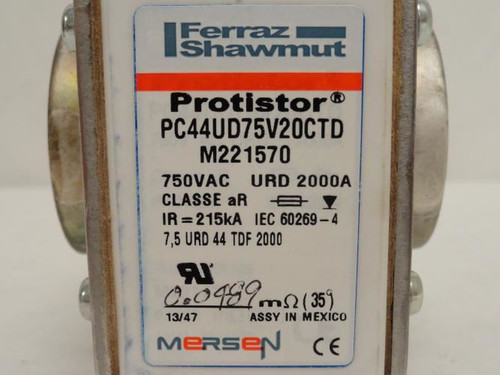 Ferraz
Shawmut
Protistor®
PC44UD75V20CTD
M221570
750VAC URD 2000A
CLASSE aR
IR=215kA IEC 60269-4
7,5 URD 44 TDF 2000
0.0489 mΩ(35)
13/47 ASSY IN MEXICO
MERSEN CE